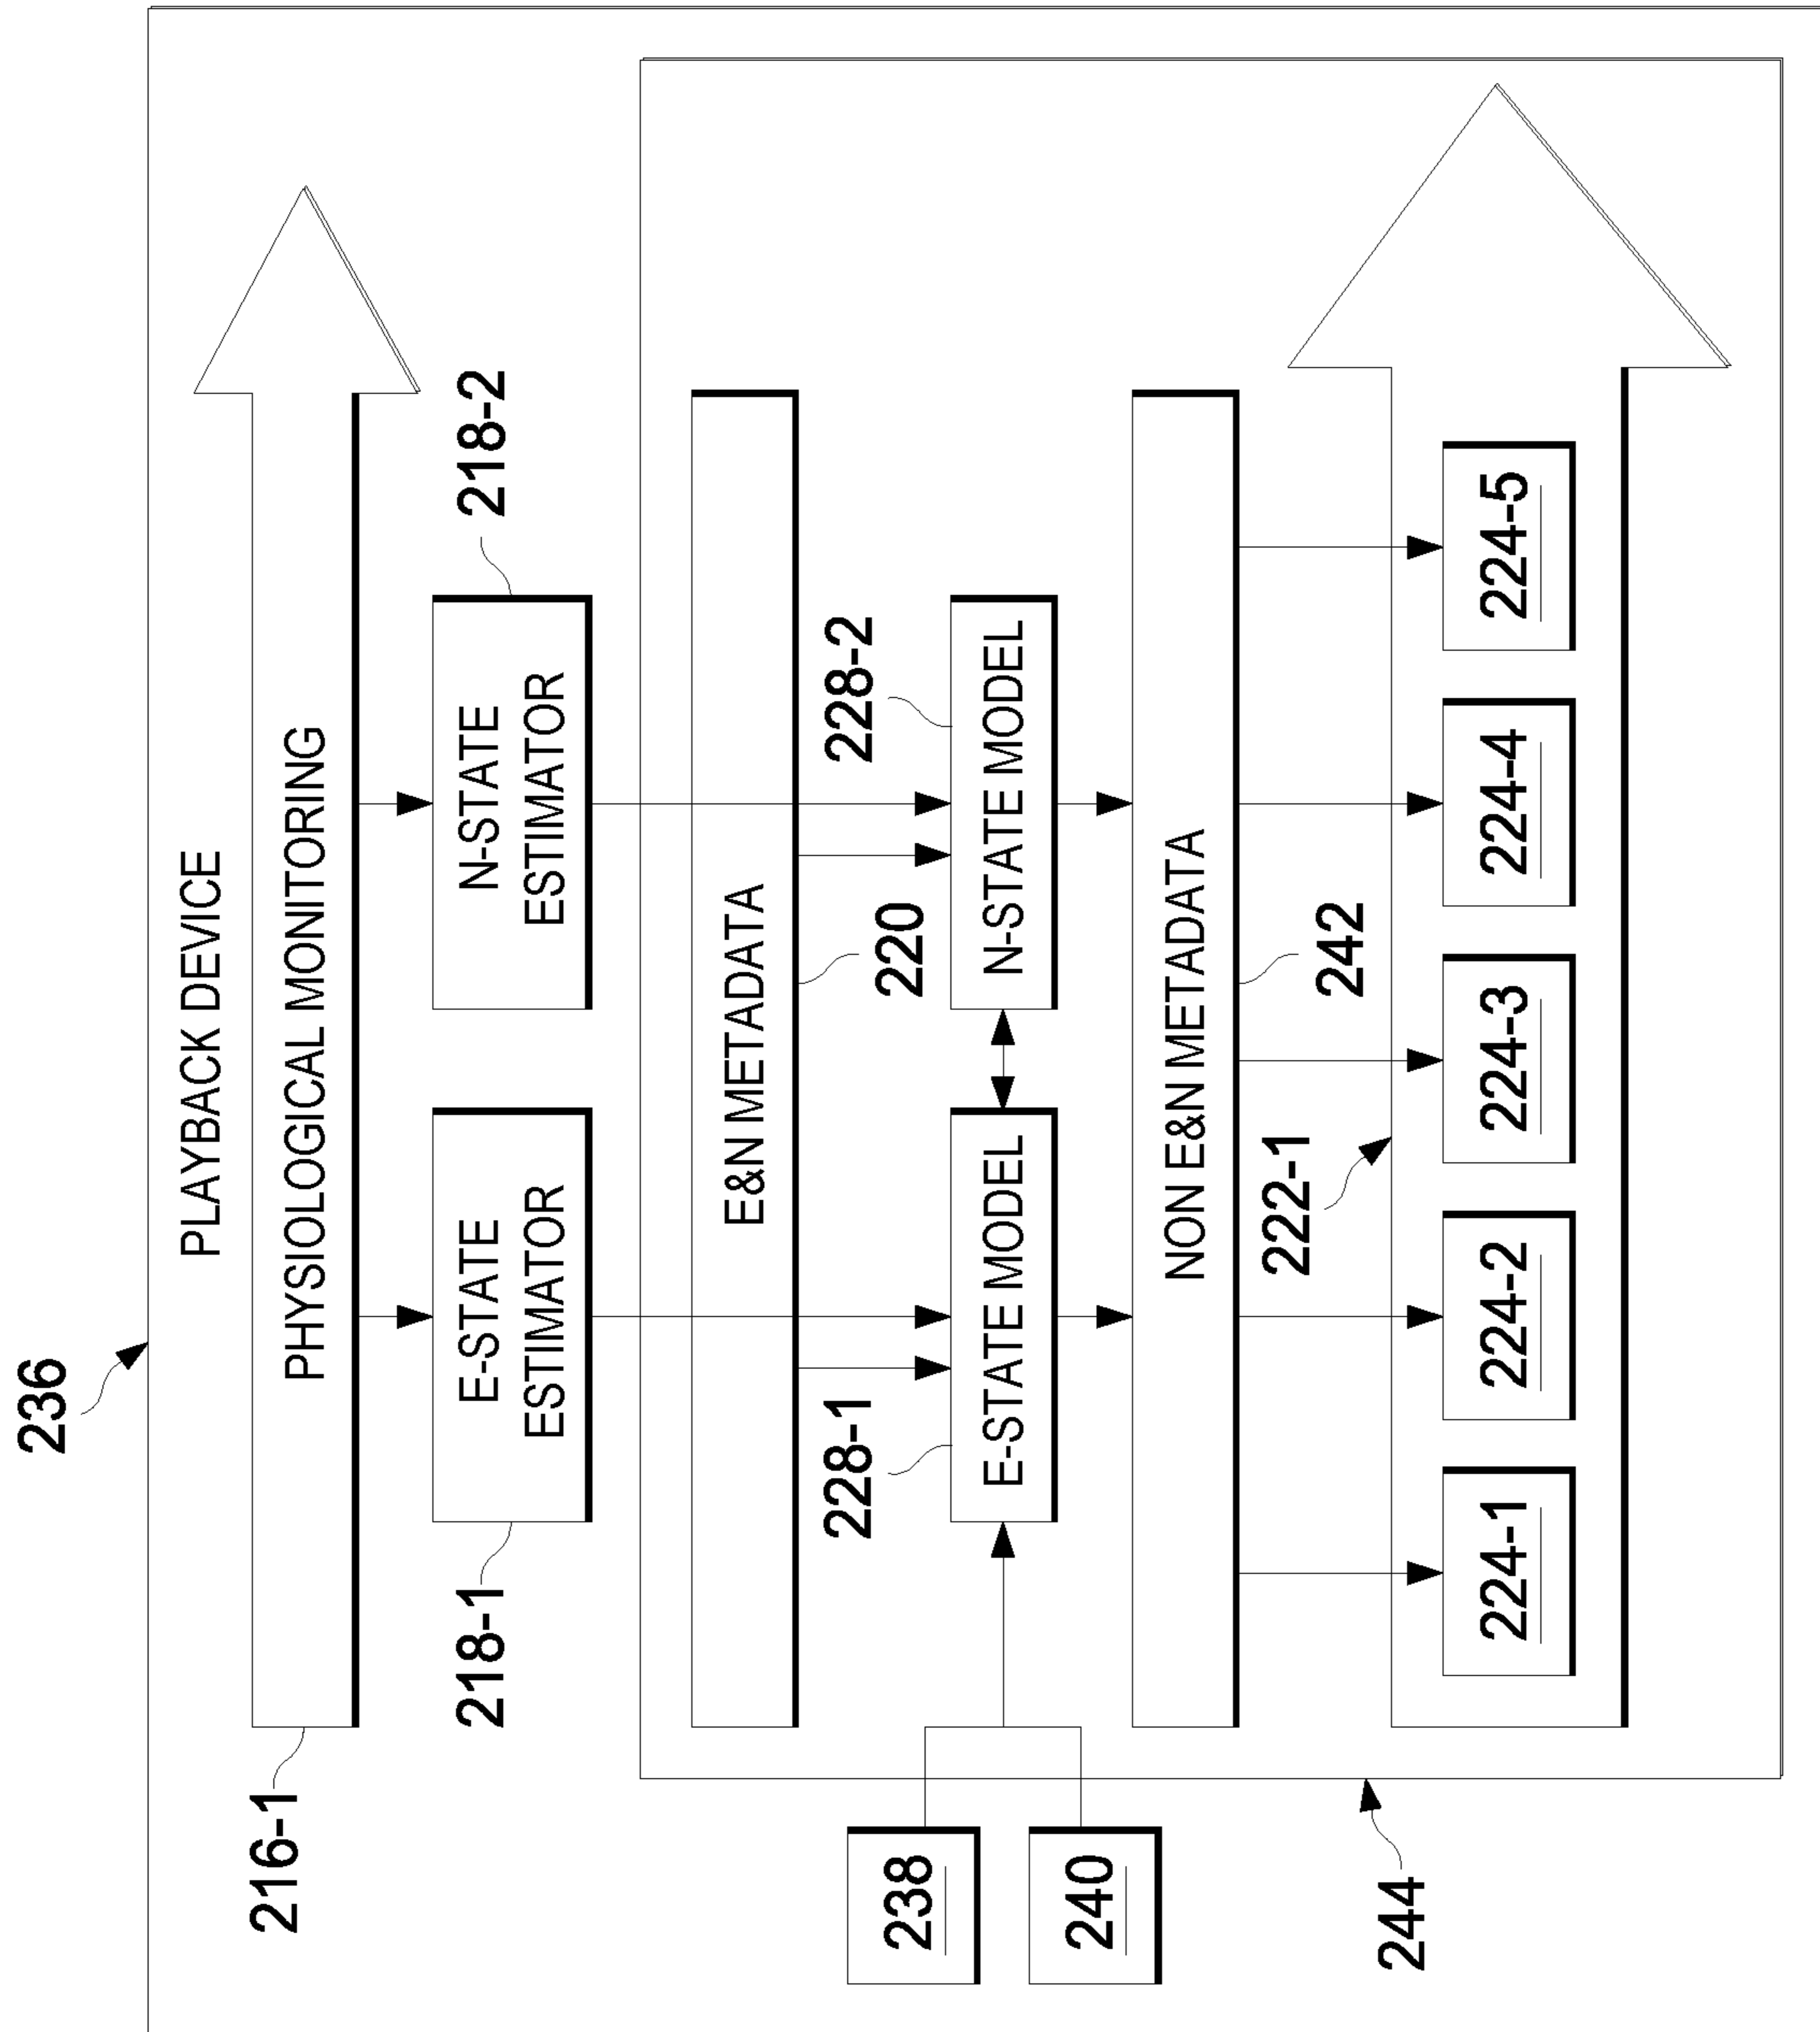 236
PLAYBACK DEVICE
216-1
PHYSIOLOGICAL MONITORING
218-1
E-STATE
ESTIMATOR
N-STATE
ESTIMATOR
218-2
E&N METADATA
220
228-1
228-2
238
240
E-STATE MODEL
N-STATE MODEL
NON E&N METADATA
242
222-1
244
224-1
224-2
224-3
224-4
224-5